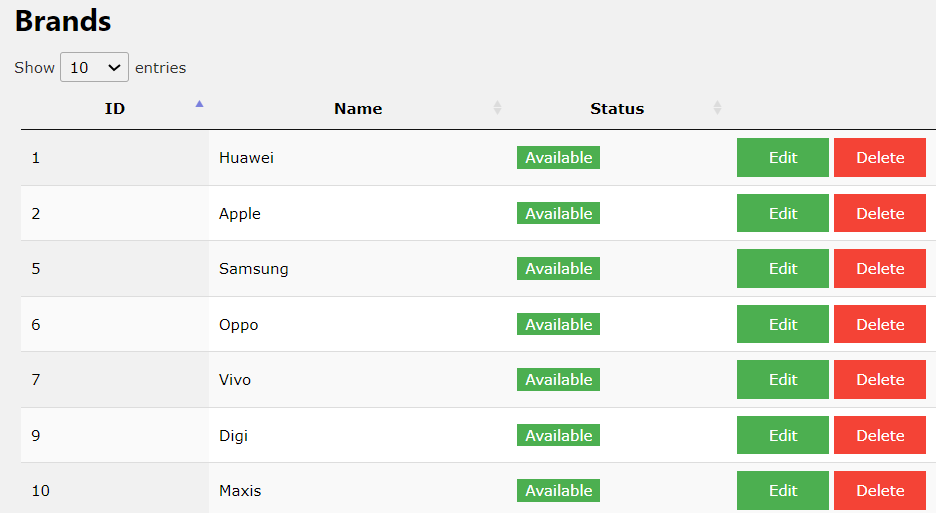 Brands
Show 10 entries
ID Name Status
1 Huawei Available Edit Delete
2 Apple Available Edit Delete
5 Samsung Available Edit Delete
6 Oppo Available Edit Delete
7 Vivo Available Edit Delete
9 Digi Available Edit Delete
10 Maxis Available Edit Delete